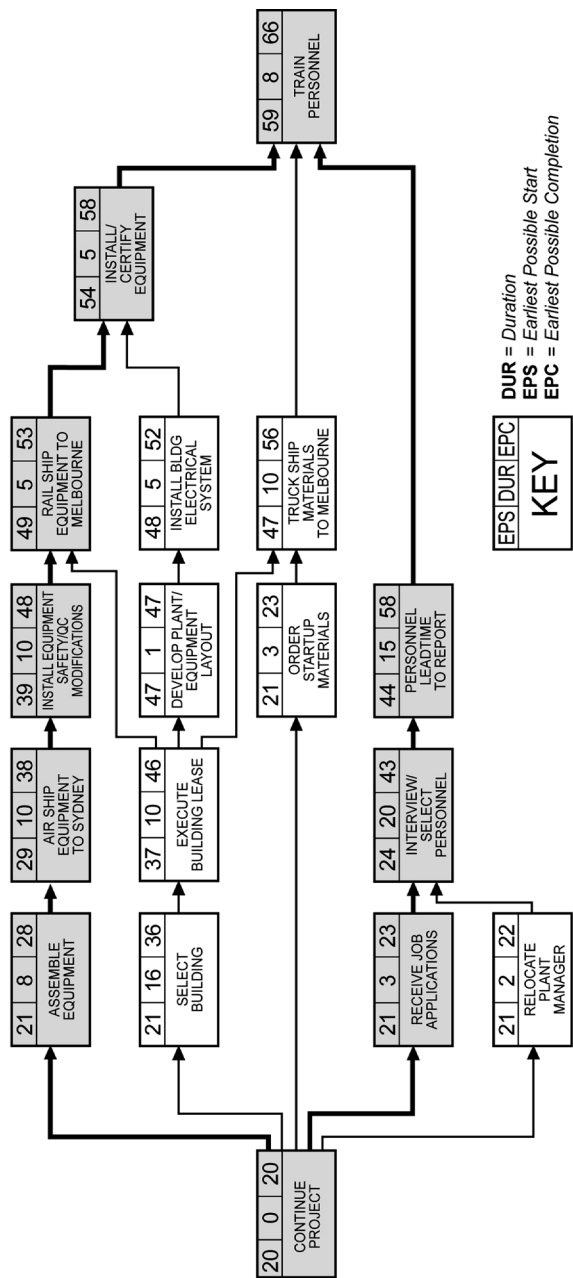 21 8 28
ASSEMBLE
EQUIPMENT
29 10 38
AIR SHIP
EQUIPMENT
TO SYDNEY
39 10 48
INSTALL EQUIPMENT
SAFETY/QC
MODIFICATIONS
49 5 53
RAIL SHIP
EQUIPMENT TO
MELBOURNE
54 5 58
INSTALL/
CERTIFY
EQUIPMENT
21 16 36
SELECT
BUILDING
37 10 46
EXECUTE
BUILDING LEASE
47 1 47
DEVELOP PLANT/
EQUIPMENT
LAYOUT
48 5 52
INSTALL BLDG
ELECTRICAL
SYSTEM
20 0 20
CONTINUE
PROJECT
21 3 23
ORDER
STARTUP
MATERIALS
47 10 56
TRUCK SHIP
MATERIALS
TO MELBOURNE
59 8 66
TRAIN
PERSONNEL
21 3 23
RECEIVE JOB
APPLICATIONS
24 20 43
INTERVIEW/
SELECT
PERSONNEL
44 15 58
PERSONNEL
LEADTIME
TO REPORT
21 2 22
RELOCATE
PLANT
MANAGER
EPS DUR EPC
KEY
DUR = Duration
EPS = Earliest Possible Start
EPC = Earliest Possible Completion